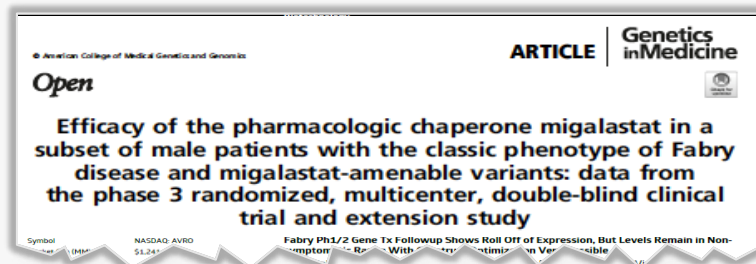 © American College of Medical Genetics and Genomics
ARTICLE
Genetics
inMedicine
Open
Efficacy of the pharmacologic chaperone migalastat in a
subset of male patients with the classic phenotype of Fabry
disease and migalastat-amenable variants: data from
the phase 3 randomized, multicenter, double-blind clinical
trial and extension study
Symbol NASDAQ: AVRO Fabry Ph1/2 Gene Tx Followup Shows Roll Off of Expression, But Levels Remain in Non-